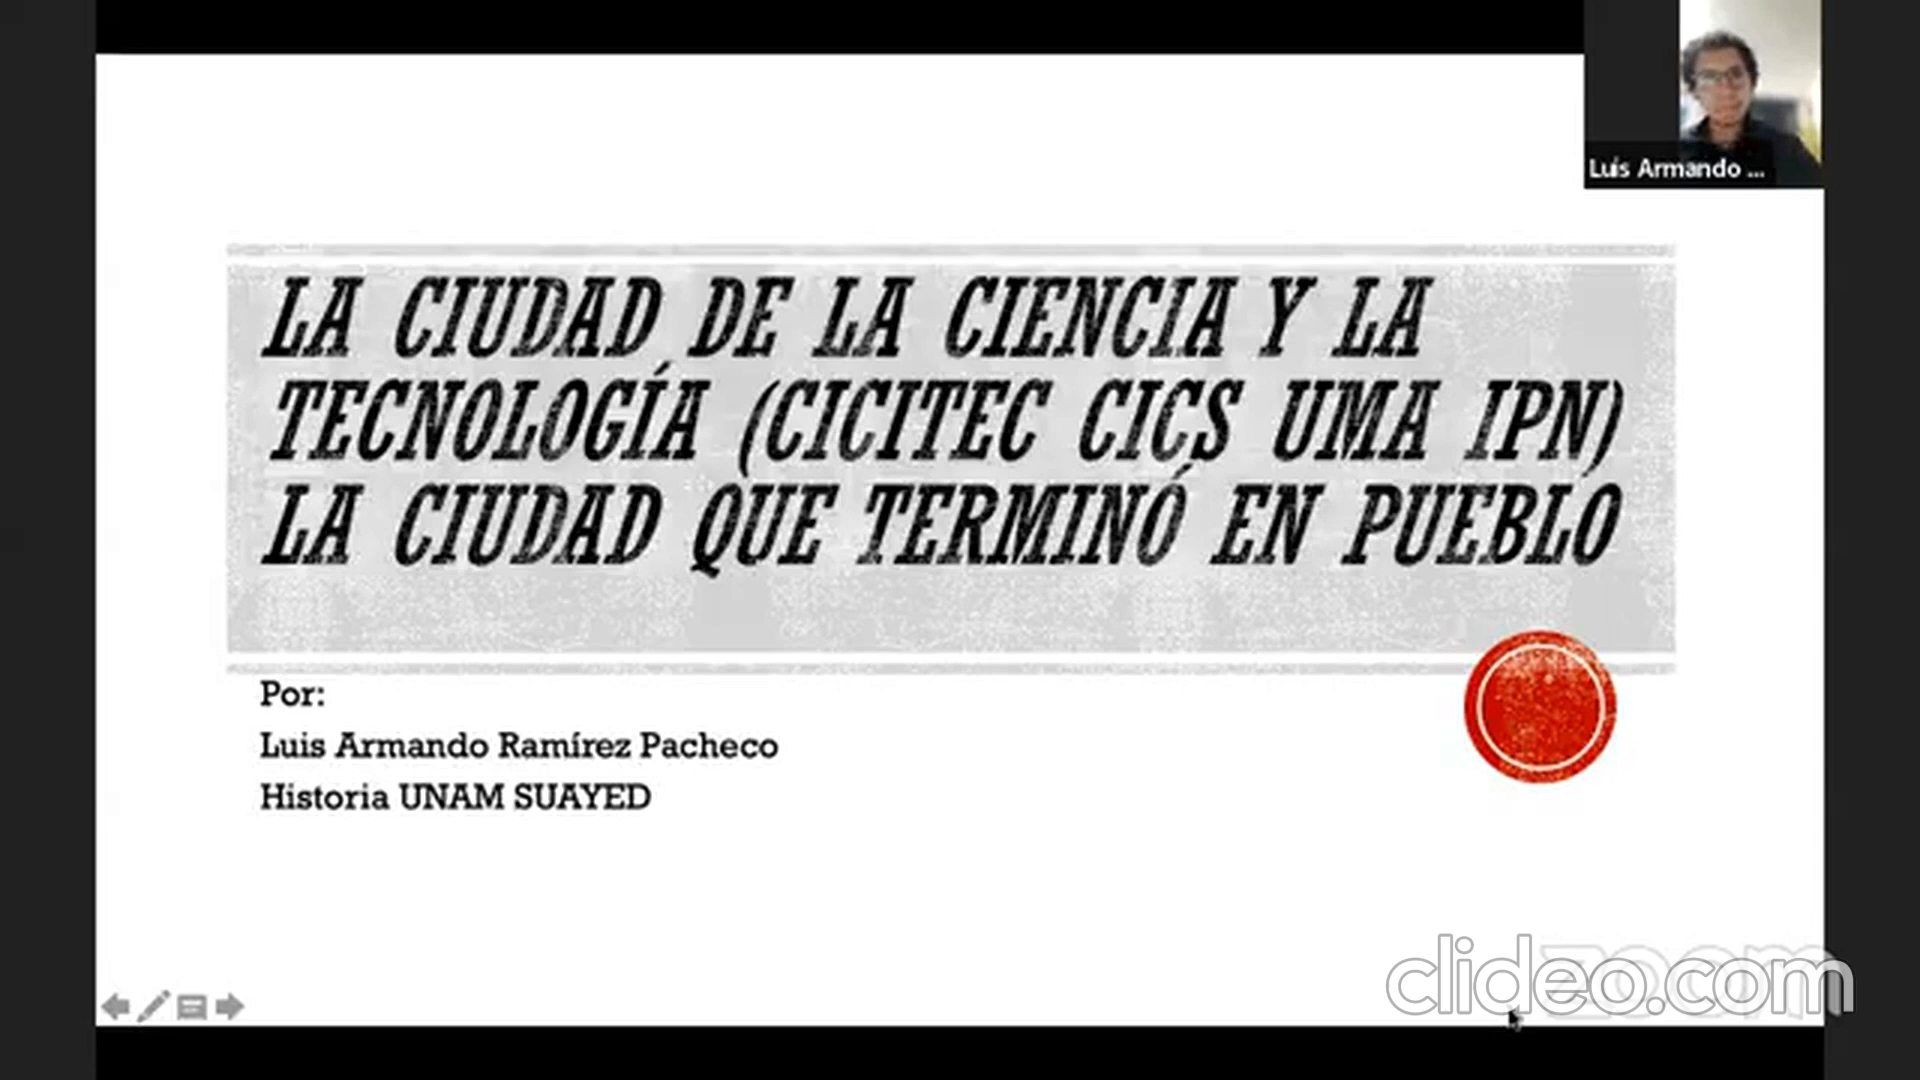 Luis Armando ...
LA CIUDAD DE LA CIENCIA Y LA
TECNOLOGÍA (CICITEC CICS UMA IPN)
LA CIUDAD QUE TERMINÓ EN PUEBLO
Por:
Luis Armando Ramírez Pacheco
Historia UNAM SUAYED
clideo.com
zoom